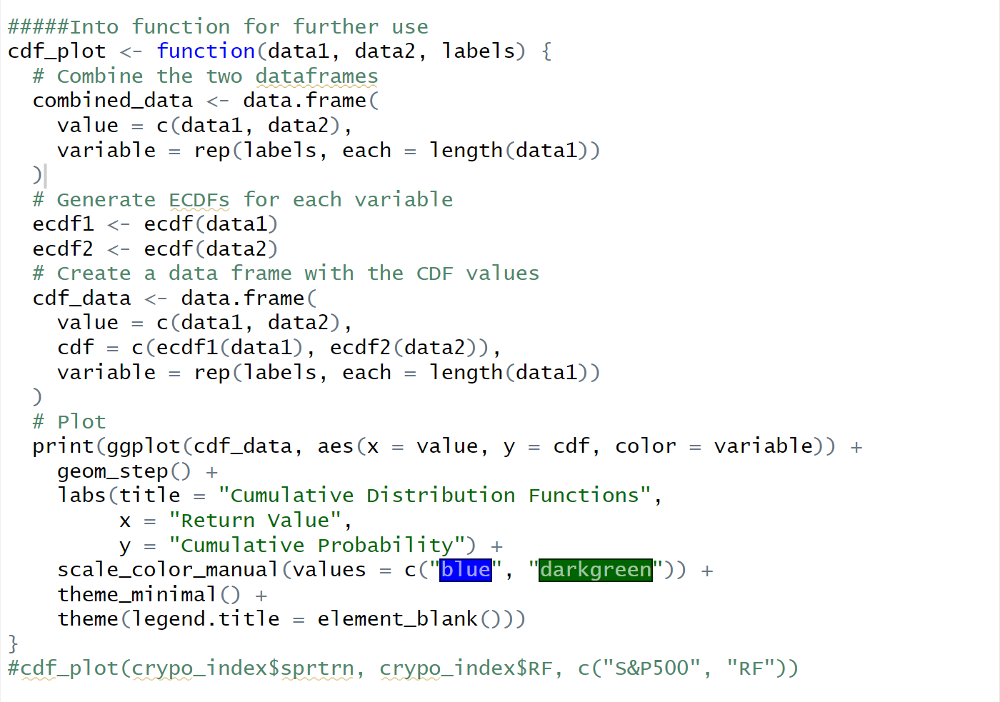 #####Into function for further use
cdf_plot <- function(data1, data2, labels) {
  # Combine the two dataframes
  combined_data <- data.frame(
    value = c(data1, data2),
    variable = rep(labels, each = length(data1))
  )
  # Generate ECDFs for each variable
  ecdf1 <- ecdf(data1)
  ecdf2 <- ecdf(data2)
  # Create a data frame with the CDF values
  cdf_data <- data.frame(
    value = c(data1, data2),
    cdf = c(ecdf1(data1), ecdf2(data2)),
    variable = rep(labels, each = length(data1))
  )
  # Plot
  print(ggplot(cdf_data, aes(x = value, y = cdf, color = variable)) +
    geom_step() +
    labs(title = "Cumulative Distribution Functions",
         x = "Return Value",
         y = "Cumulative Probability") +
    scale_color_manual(values = c("blue", "darkgreen")) +
    theme_minimal() +
    theme(legend.title = element_blank()))
}
#cdf_plot(crypo_index$sprtrn, crypo_index$RF, c("S&P500", "RF"))